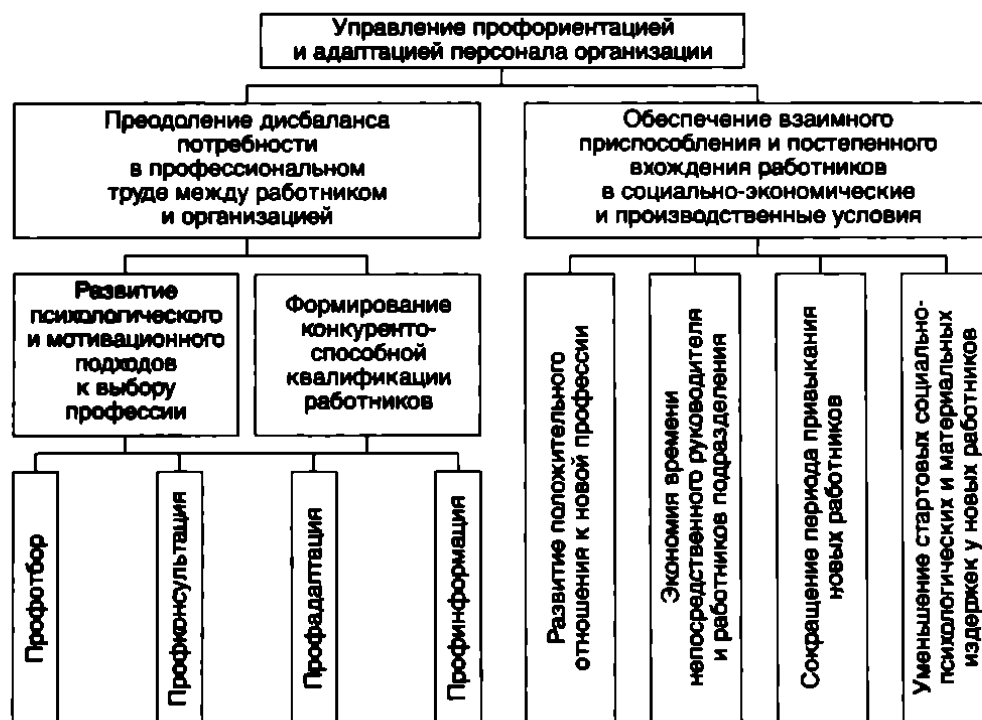 Управление профориентацией
и адаптацией персонала организации
Преодоление дисбаланса
потребности
в профессиональном
труде между работником
и организацией
Обеспечение взаимного
приспособления и постепенного
вхождения работников
в социально-экономические
и производственные условия
Развитие
психологического
и мотивационного
подходов
к выбору
профессии
Формирование
конкуренто-
способной
квалификации
работников
Профотбор
Профконсультация
Профадаптация
Профинформация
Развитие положительного
отношения к новой профессии
Экономия времени
непосредственного руководителя
и работников подразделения
Сокращение периода привыкания
новых работников
Уменьшение стартовых социально-
психологических и материальных
издержек у новых работников